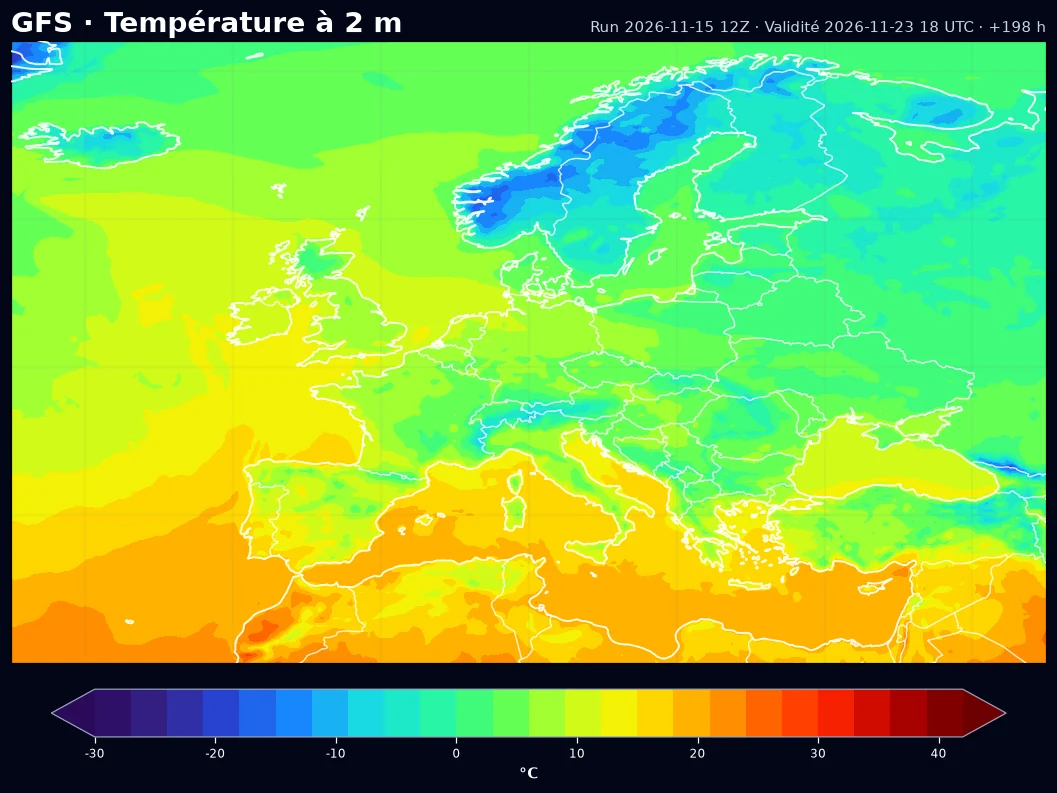 GFS · Température à 2 m
Run 2026-11-15 12Z · Validité 2026-11-23 18 UTC · +198 h
-30 -20 -10 0 10 20 30 40
°C